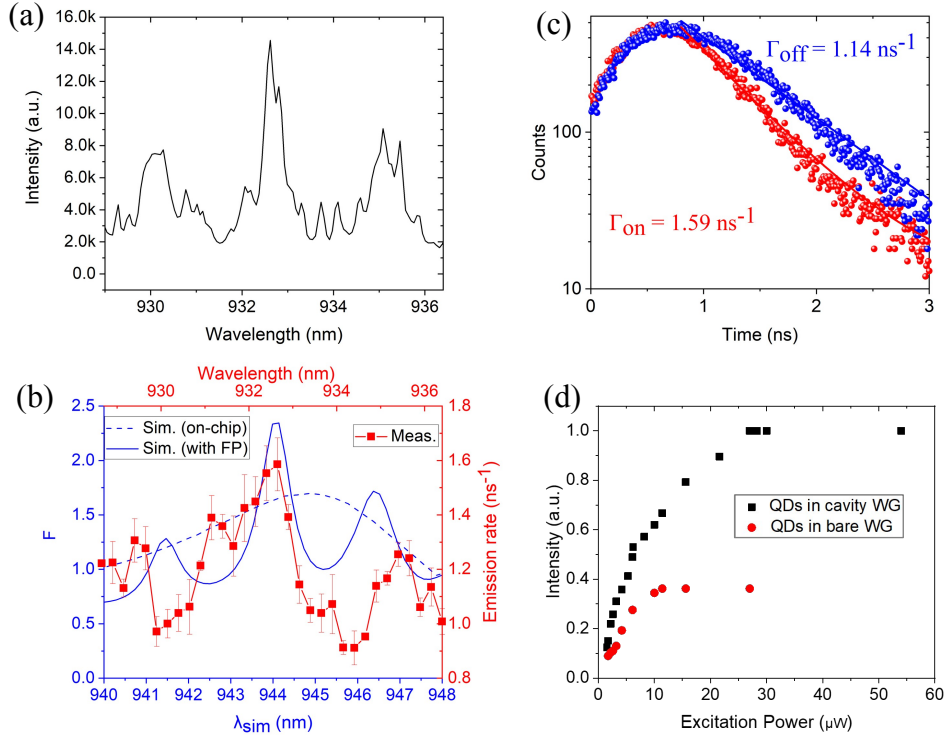 (a)
16.0k
14.0k
12.0k
10.0k
8.0k
6.0k
4.0k
2.0k
0.0
Intensity (a.u.)
930
932
934
936
Wavelength (nm)
(c)
Γoff = 1.14 ns-1
Γon = 1.59 ns-1
100
10
Counts
0
1
2
3
Time (ns)
(b)
Wavelength (nm)
930
932
934
936
2.5
2.0
1.5
1.0
0.5
0.0
F
Sim. (on-chip)
Sim. (with FP)
Meas.
1.8
1.6
1.4
1.2
1.0
0.8
Emission rate (ns-1)
940
941
942
943
944
945
946
947
948
λsim (nm)
(d)
1.0
0.8
0.6
0.4
0.2
0.0
Intensity (a.u.)
QDs in cavity WG
QDs in bare WG
0
10
20
30
40
50
60
Excitation Power (µW)